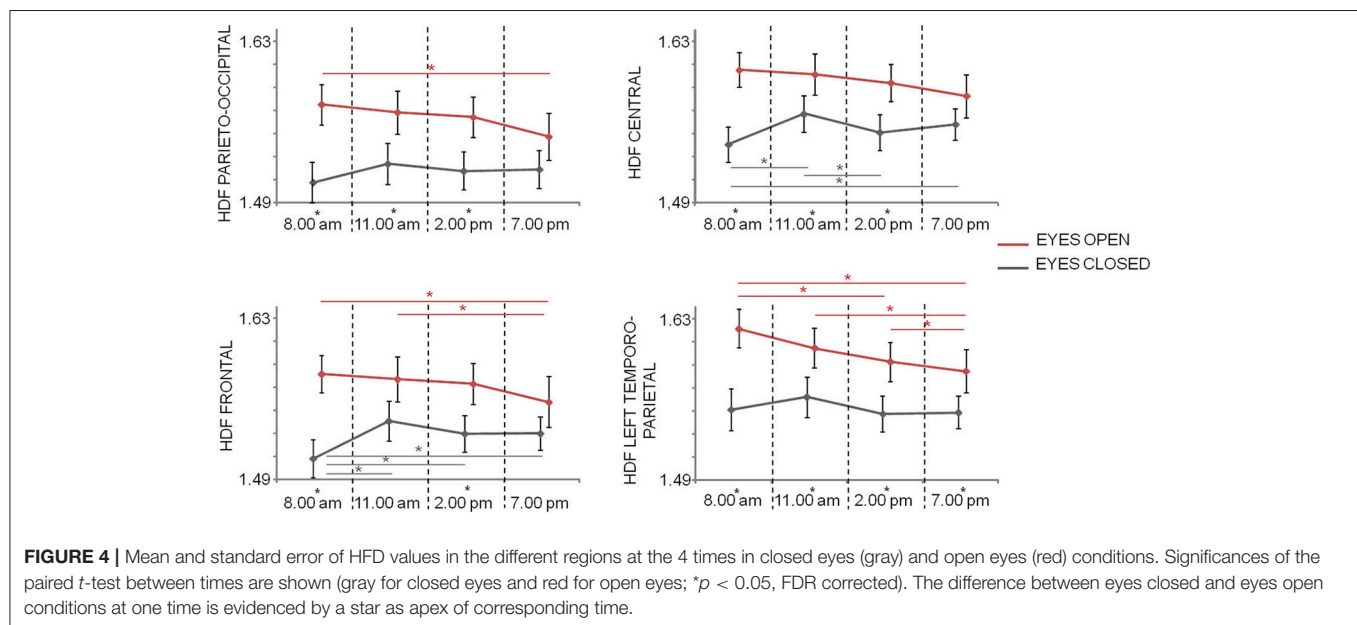 1.63
HDF PARIETO-OCCIPITAL
*
1.49
* * *
8.00 am 11.00 am 2.00 pm 7.00 pm
1.63
HDF CENTRAL
*
*
*
1,49
* * * *
8.00 am 11.00 am 2.00 pm 7.00 pm
EYES OPEN
EYES CLOSED
*
*
1.63
HDF FRONTAL
*
*
*
1.49
* *
8.00 am 11.00 am 2.00 pm 7.00 pm
*
*
*
*
1.63
HDF LEFT TEMPORO-
PARIETAL
1.49
* * * *
8.00 am 11.00 am 2.00 pm 7.00 pm
FIGURE 4 | Mean and standard error of HFD values in the different regions at the 4 times in closed eyes (gray) and open eyes (red) conditions. Significances of the
paired t-test between times are shown (gray for closed eyes and red for open eyes; *p < 0.05, FDR corrected). The difference between eyes closed and eyes open
conditions at one time is evidenced by a star as apex of corresponding time.